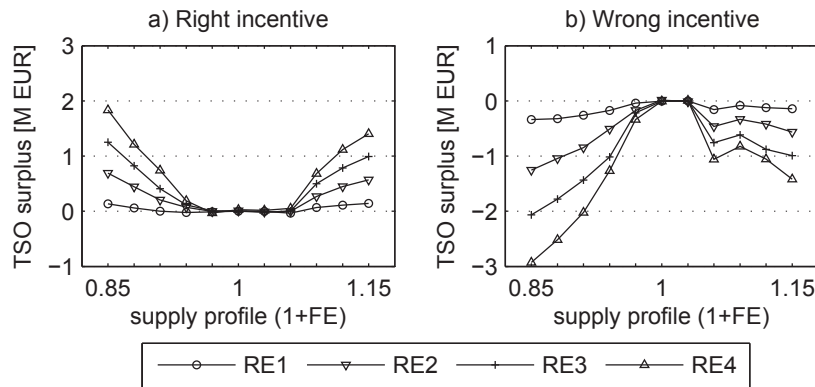 a) Right incentive
TSO surplus [M EUR]
3
2
1
0
−1
0.85
1
1.15
supply profile (1+FE)
b) Wrong incentive
TSO surplus [M EUR]
1
0
−1
−2
−3
0.85
1
1.15
supply profile (1+FE)
RE1
RE2
RE3
RE4